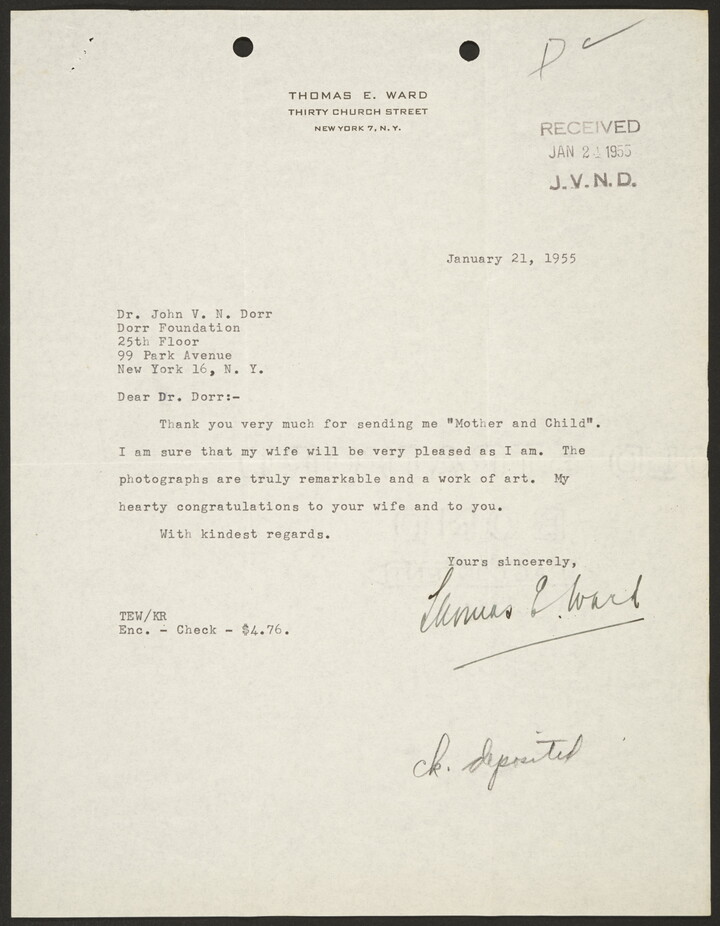 THOMAS E. WARD
THIRTY CHURCH STREET
NEW YORK 7, N. Y.
RECEIVED
JAN 1955
J. V. N. D.
January 21, 1955
Dr. John V. N. Dorr
Dorr Foundation
25th Floor
99 Park Avenue
New York 16, N. Y.
Dear Dr. Dorr:-
Thank you very much for sending me "Mother and Child".
I am sure that my wife will be very pleased as I am. The
photographs are truly remarkable and a work of art. My
hearty congratulations to your wife and to you.
With kindest regards.
Yours sincerely,
Thomas E. Ward
TEW/KR
Enc. - Check - $4.76.
ck. deposited